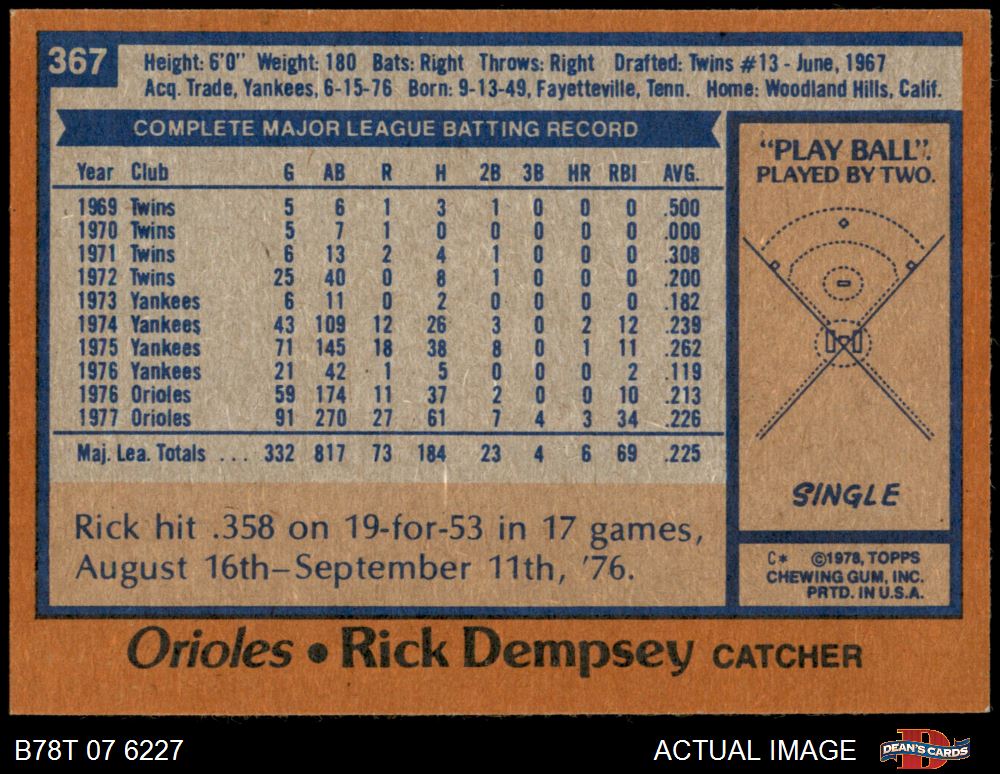 367
Height: 6'0" Weight: 180 Bats: Right Throws: Right Drafted: Twins #13 - June, 1967
Acq. Trade, Yankees, 6-15-76 Born: 9-13-49, Fayetteville, Tenn. Home: Woodland Hills, Calif.
COMPLETE MAJOR LEAGUE BATTING RECORD
Year Club G AB R H 2B 3B HR RBI AVG.
1969 Twins 5 6 1 3 1 0 0 0 .500
1970 Twins 5 7 1 0 0 0 0 0 .000
1971 Twins 6 13 2 4 1 0 0 0 .308
1972 Twins 25 40 0 8 1 0 0 0 .200
1973 Yankees 6 11 0 2 0 0 0 0 .182
1974 Yankees 43 109 12 26 3 0 2 12 .239
1975 Yankees 71 145 18 38 8 0 1 11 .262
1976 Yankees 21 42 1 5 0 0 0 2 .119
1976 Orioles 59 174 11 37 2 0 0 10 .213
1977 Orioles 91 270 27 61 7 4 3 34 .226
Maj. Lea. Totals ... 332 817 73 184 23 4 6 69 .225
Rick hit .358 on 19-for-53 in 17 games,
August 16th–September 11th, '76.
"PLAY BALL".
PLAYED BY TWO.
SINGLE
C* ©1978, TOPPS
CHEWING GUM, INC.
PRTD. IN U.S.A.
Orioles • Rick Dempsey CATCHER
B78T 07 6227
ACTUAL IMAGE
DEAN'S CARDS